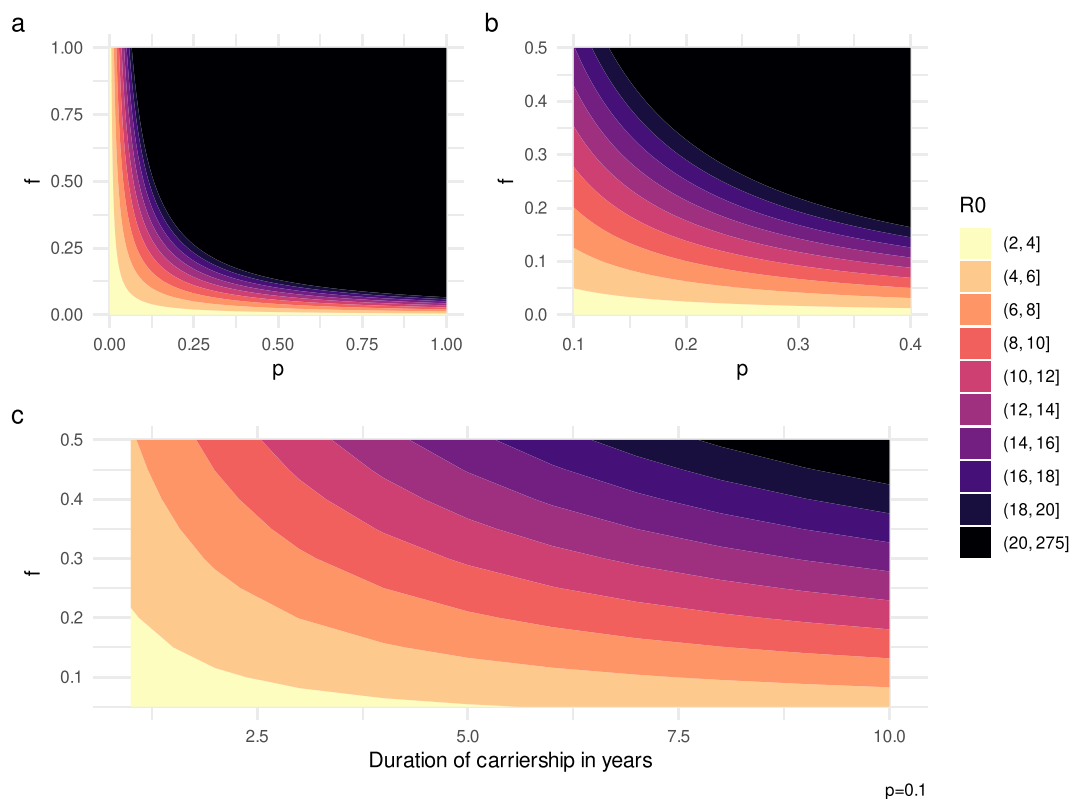 a
1.00
0.75
f
0.50
0.25
0.00
0.00 0.25 0.50 0.75 1.00
p
b
0.5
0.4
0.3
f
0.2
0.1
0.0
0.1 0.2 0.3 0.4
p
R0
(2, 4]
(4, 6]
(6, 8]
(8, 10]
(10, 12]
(12, 14]
(14, 16]
(16, 18]
(18, 20]
(20, 275]
c
0.5
0.4
0.3
f
0.2
0.1
2.5 5.0 7.5 10.0
Duration of carriership in years
p=0.1